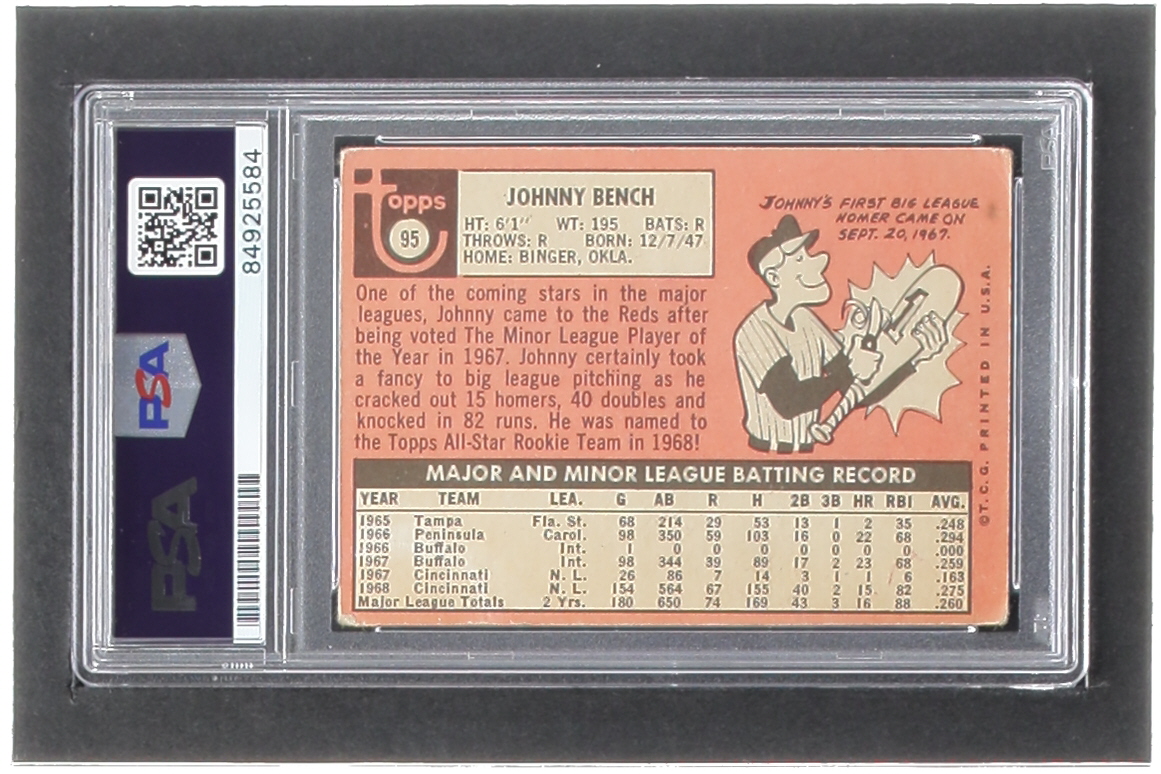 84925584
PSA
PSA
Topps
95
JOHNNY BENCH
HT: 6'1" WT: 195 BATS: R
THROWS: R BORN: 12/7/47
HOME: BINGER, OKLA.
One of the coming stars in the major
leagues, Johnny came to the Reds after
being voted The Minor League Player of
the Year in 1967. Johnny certainly took
a fancy to big league pitching as he
cracked out 15 homers, 40 doubles and
knocked in 82 runs. He was named to
the Topps All-Star Rookie Team in 1968!
JOHNNY'S FIRST BIG LEAGUE
HOMER CAME ON
SEPT. 20, 1967.
1
©T.C.G. PRINTED IN U.S.A.
MAJOR AND MINOR LEAGUE BATTING RECORD
YEAR TEAM LEA. G AB R H 2B 3B HR RBI AVG.
1965 Tampa Fla. St. 68 214 29 53 13 1 2 35 .248
1966 Peninsula Carol. 98 350 59 103 16 0 22 68 .294
1966 Buffalo Int. 1 0 0 0 0 0 0 0 .000
1967 Buffalo Int. 98 344 39 89 17 2 23 68 .259
1967 Cincinnati N. L. 26 86 7 14 3 1 1 6 .163
1968 Cincinnati N. L. 154 564 67 155 40 2 15 82 .275
Major League Totals 2 Yrs. 180 650 74 169 43 3 16 88 .260
PSA